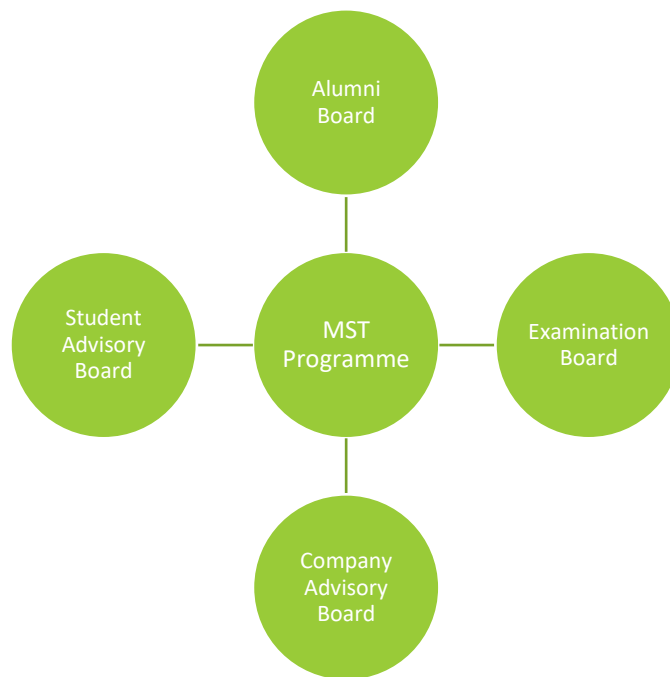 Alumni
Board
Student
Advisory
Board
MST
Programme
Examination
Board
Company
Advisory
Board